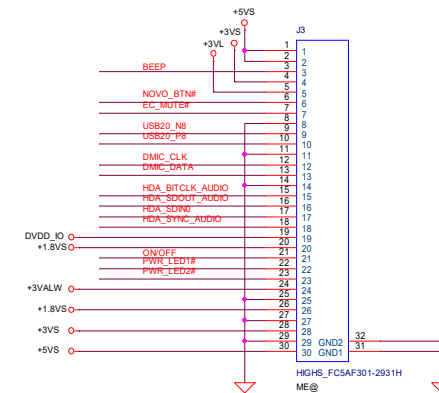 +5VS
J3
+3VS
+3VL
1 1
2 2
BEEP 3 3
4 4
5 5
NOVO_BTN# 6 6
EC_MUTE# 7 7
8 8
USB20_N8 9 9
USB20_P8 10 10
11 11
DMIC_CLK 12 12
DMIC_DATA 13 13
14 14
HDA_BITCLK_AUDIO 15 15
HDA_SDOUT_AUDIO 16 16
HDA_SDIN0 17 17
HDA_SYNC_AUDIO 18 18
DVDD_IO 19 19
+1.8VS 20 20
ON/OFF 21 21
PWR_LED1# 22 22
PWR_LED2# 23 23
+3VALW 24 24
25 25
+1.8VS 26 26
27 27
+3VS 28 28
29 29 GND2 32
+5VS 30 30 GND1 31
HIGHS_FC5AF301-2931H
ME@